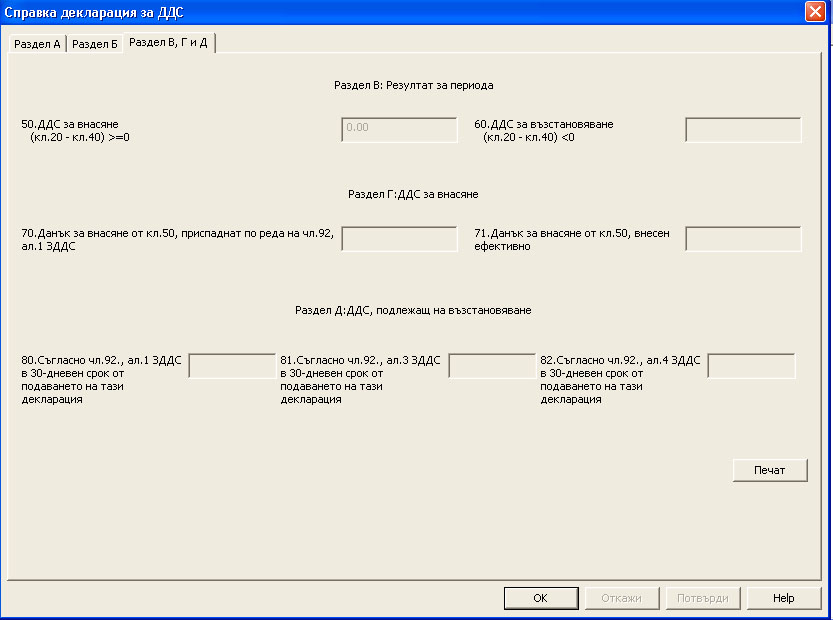 Справка декларация за ДДС
Раздел А
Раздел Б
Раздел В, Г и Д
Раздел В: Резултат за периода
50.ДДС за внасяне
(кл.20 - кл.40) >=0
0.00
60.ДДС за възстановяване
(кл.20 - кл.40) <0
Раздел Г:ДДС за внасяне
70.Данък за внасяне от кл.50, приспаднат по реда на чл.92,
ал.1 ЗДДС
71.Данък за внасяне от кл.50, внесен
ефективно
Раздел Д:ДДС, подлежащ на възстановяване
80.Съгласно чл.92., ал.1 ЗДДС
в 30-дневен срок от
подаването на тази
декларация
81.Съгласно чл.92., ал.3 ЗДДС
в 30-дневен срок от
подаването на тази
декларация
82.Съгласно чл.92., ал.4 ЗДДС
в 30-дневен срок от
подаването на тази
декларация
Печат
OK
Откажи
Потвърди
Help